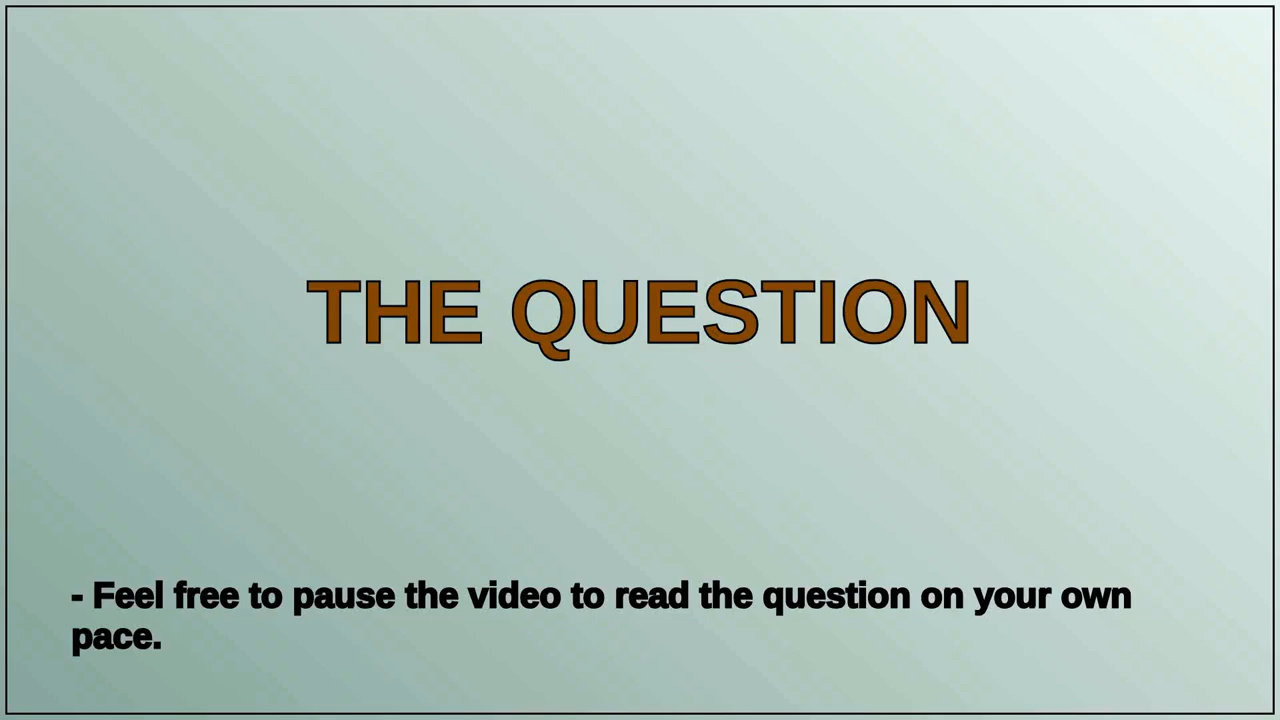 THE QUESTION
- Feel free to pause the video to read the question on your own
pace.